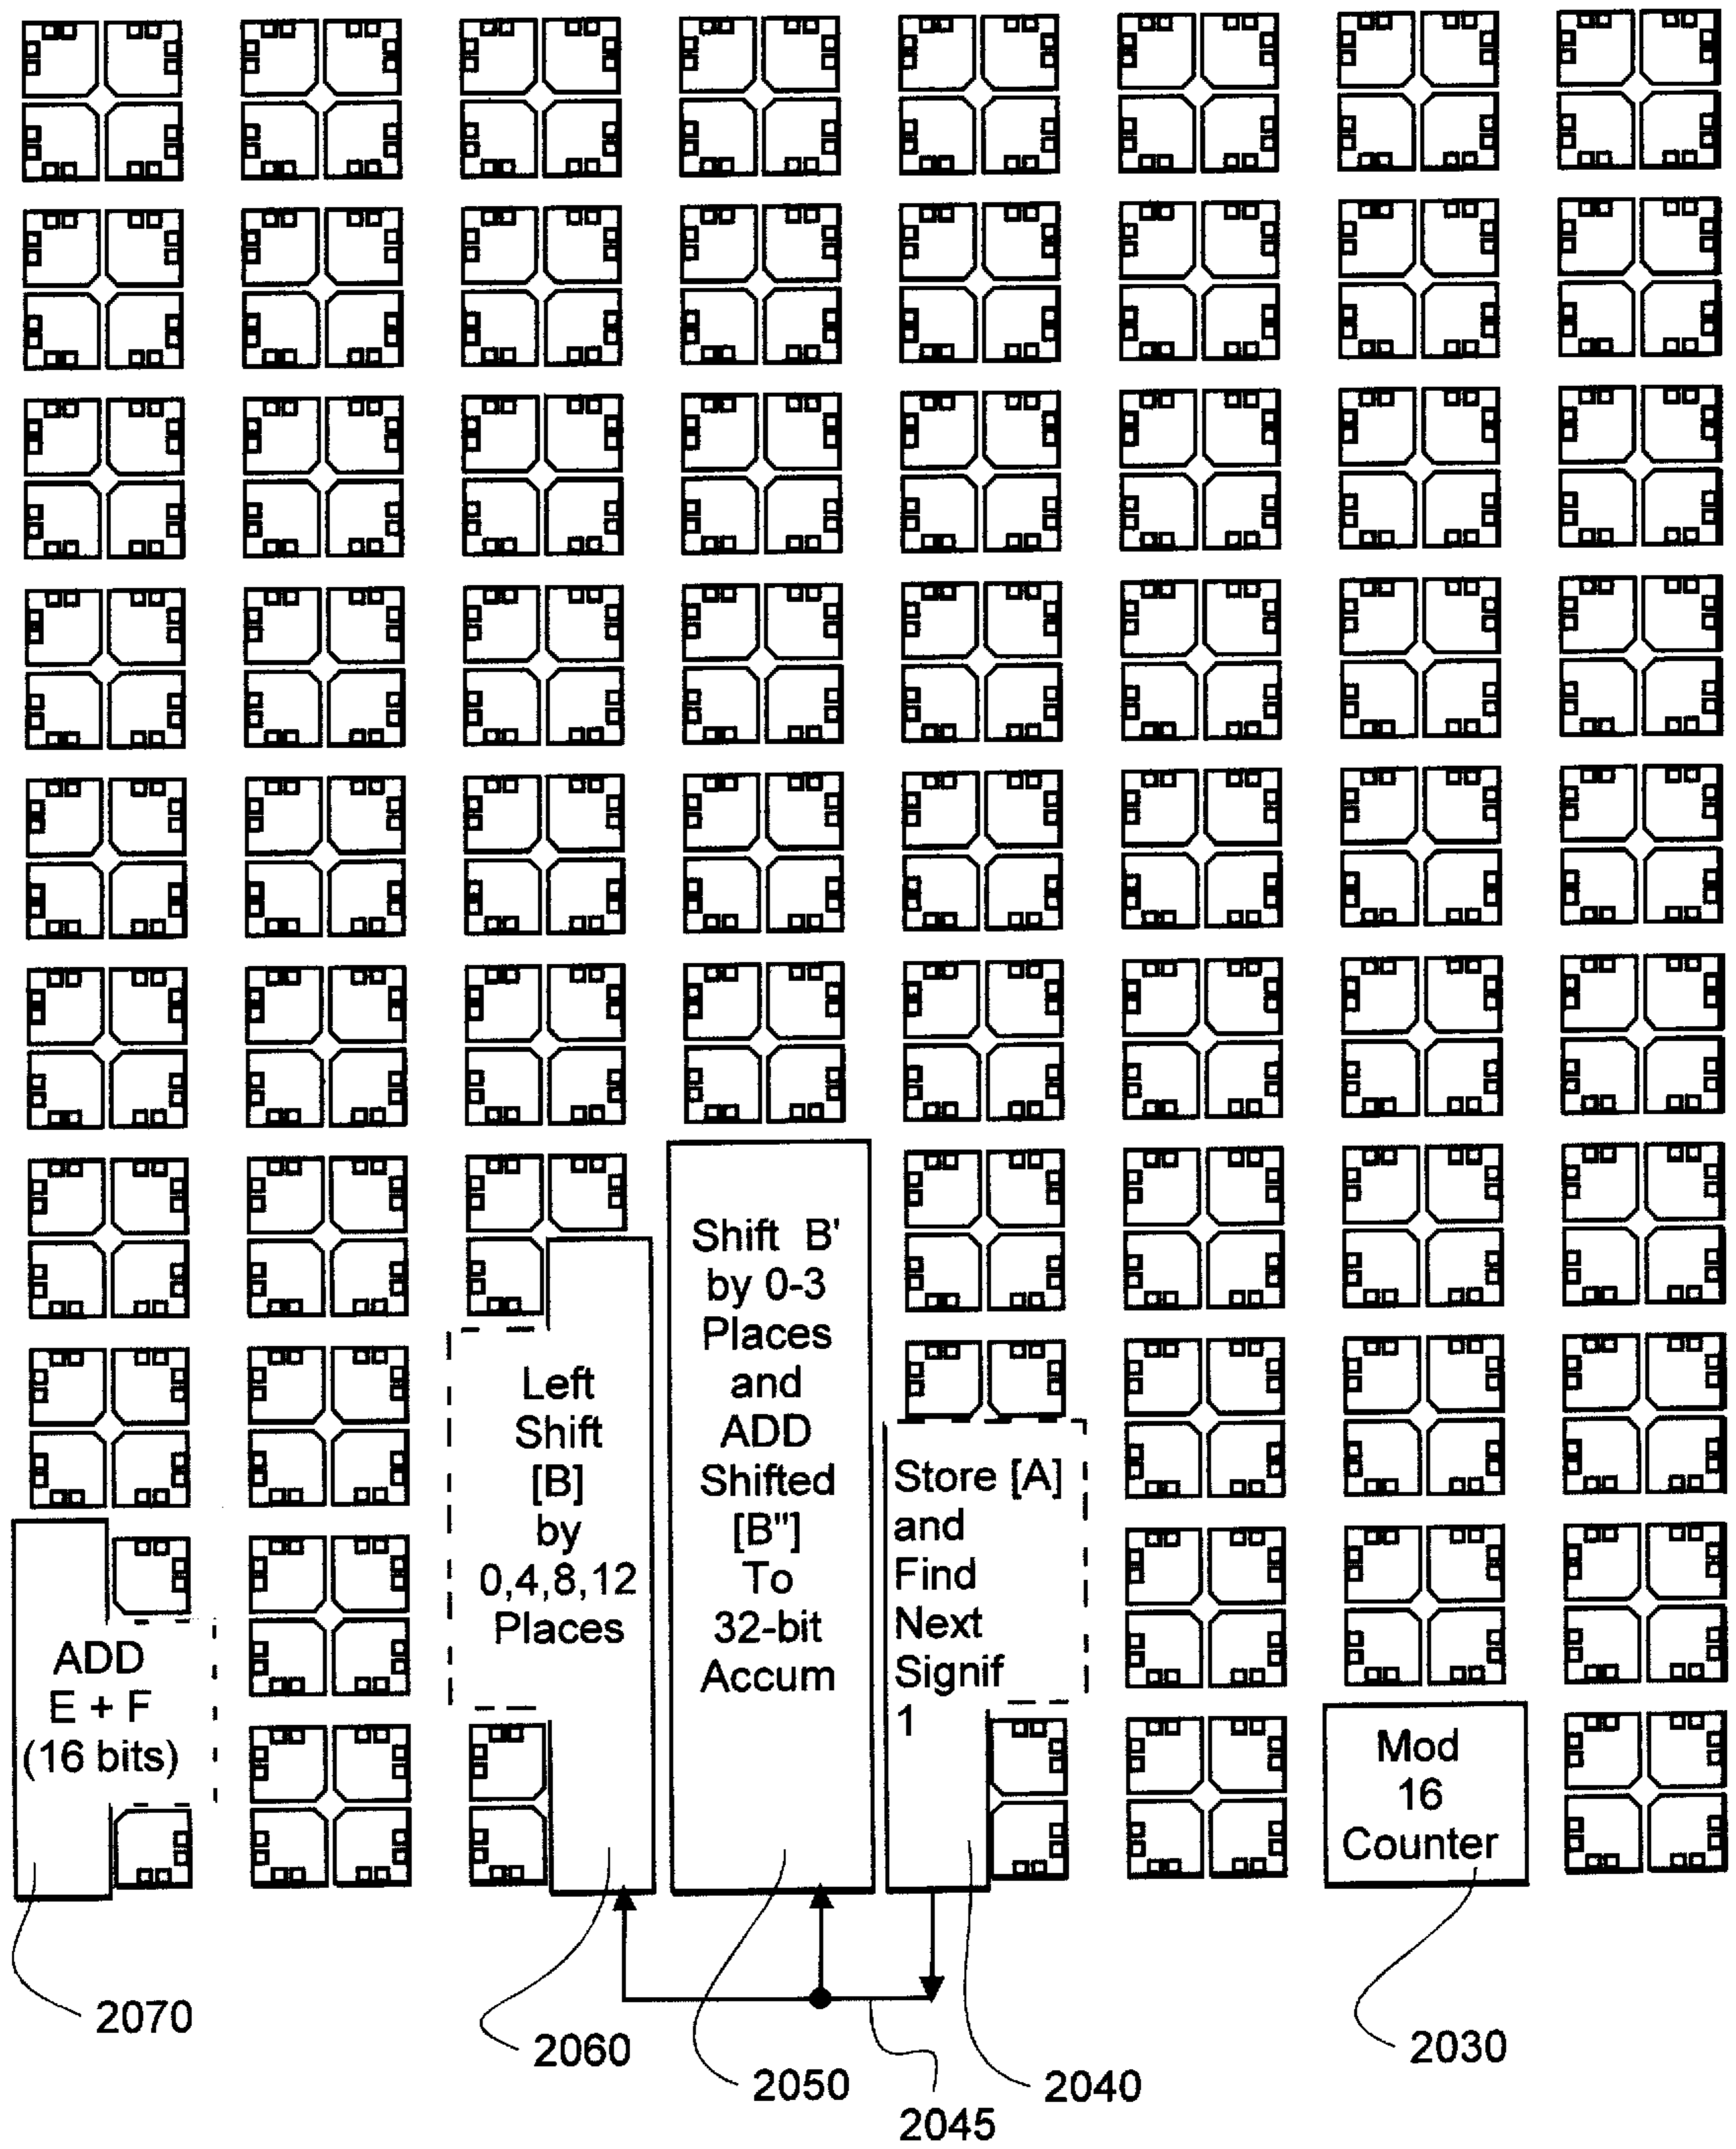 Shift B'
by 0-3
Places
and
ADD
Shifted
[B"]
To
32-bit
Accum
Left
Shift
[B]
by
0,4,8,12
Places
Store [A]
and
Find
Next
Signif
1
ADD
E + F
(16 bits)
Mod
16
Counter
2070
2060
2050
2045
2040
2030